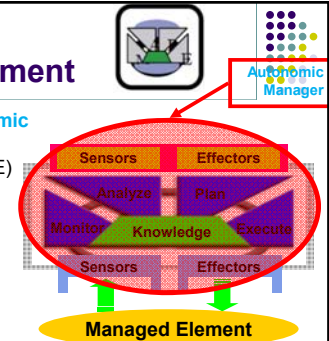 ment
Autonomic
Manager
mic
E)
Sensors Effectors
Analyze Plan
Monitor Knowledge Execute
Sensors Effectors
Managed Element